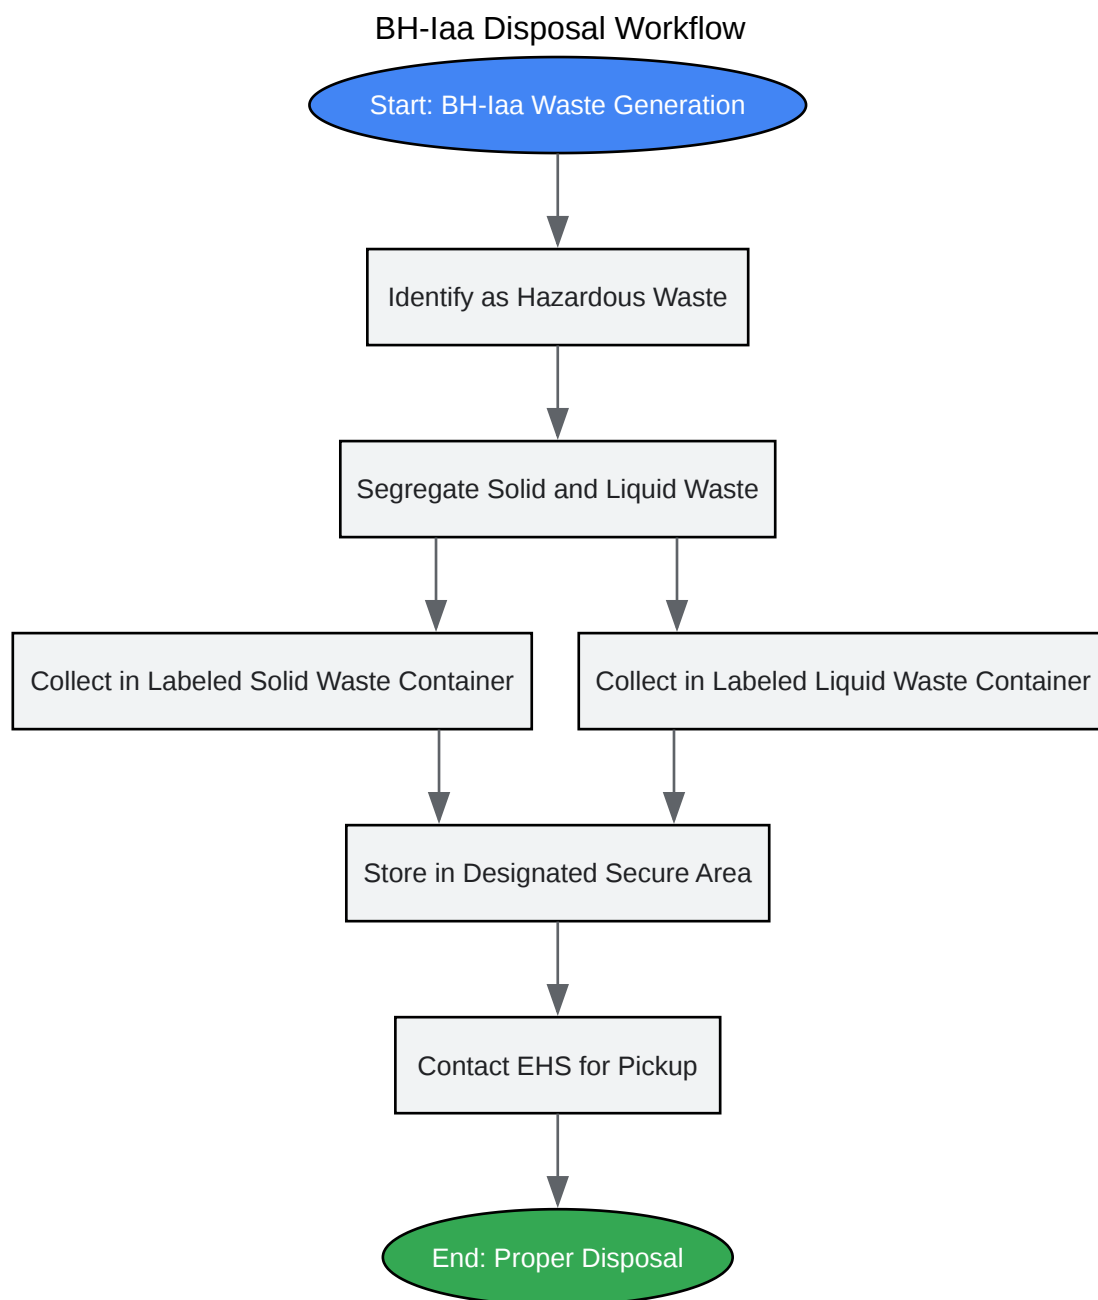 BH-Iaa Disposal Workflow
Start: BH-Iaa Waste Generation
Identify as Hazardous Waste
Segregate Solid and Liquid Waste
Collect in Labeled Solid Waste Container
Collect in Labeled Liquid Waste Container
Store in Designated Secure Area
Contact EHS for Pickup
End: Proper Disposal